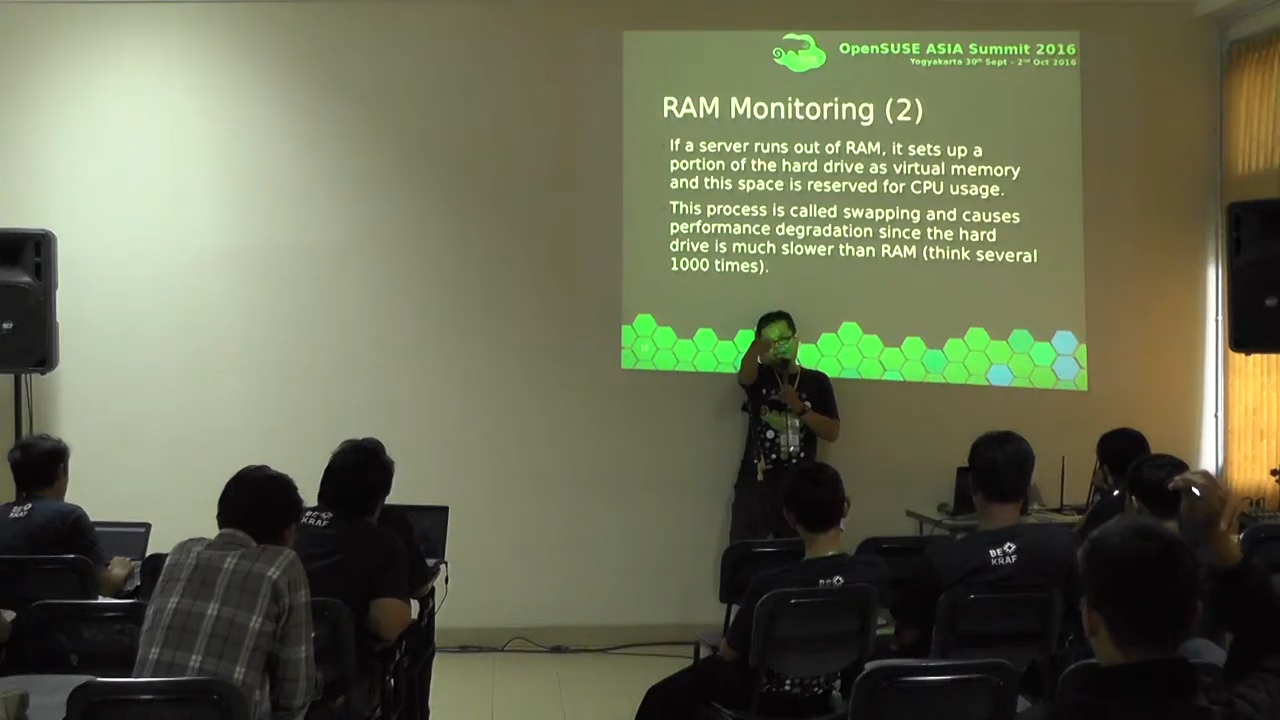 OpenSUSE ASIA Summit 2016
Yogyakarta 30th Sept - 2nd Oct 2016
RAM Monitoring (2)
If a server runs out of RAM, it sets up a
portion of the hard drive as virtual memory
and this space is reserved for CPU usage.
This process is called swapping and causes
performance degradation since the hard
drive is much slower than RAM (think several
1000 times).
BE
KRAF
BE
KRAF
BE
BE
KRAF